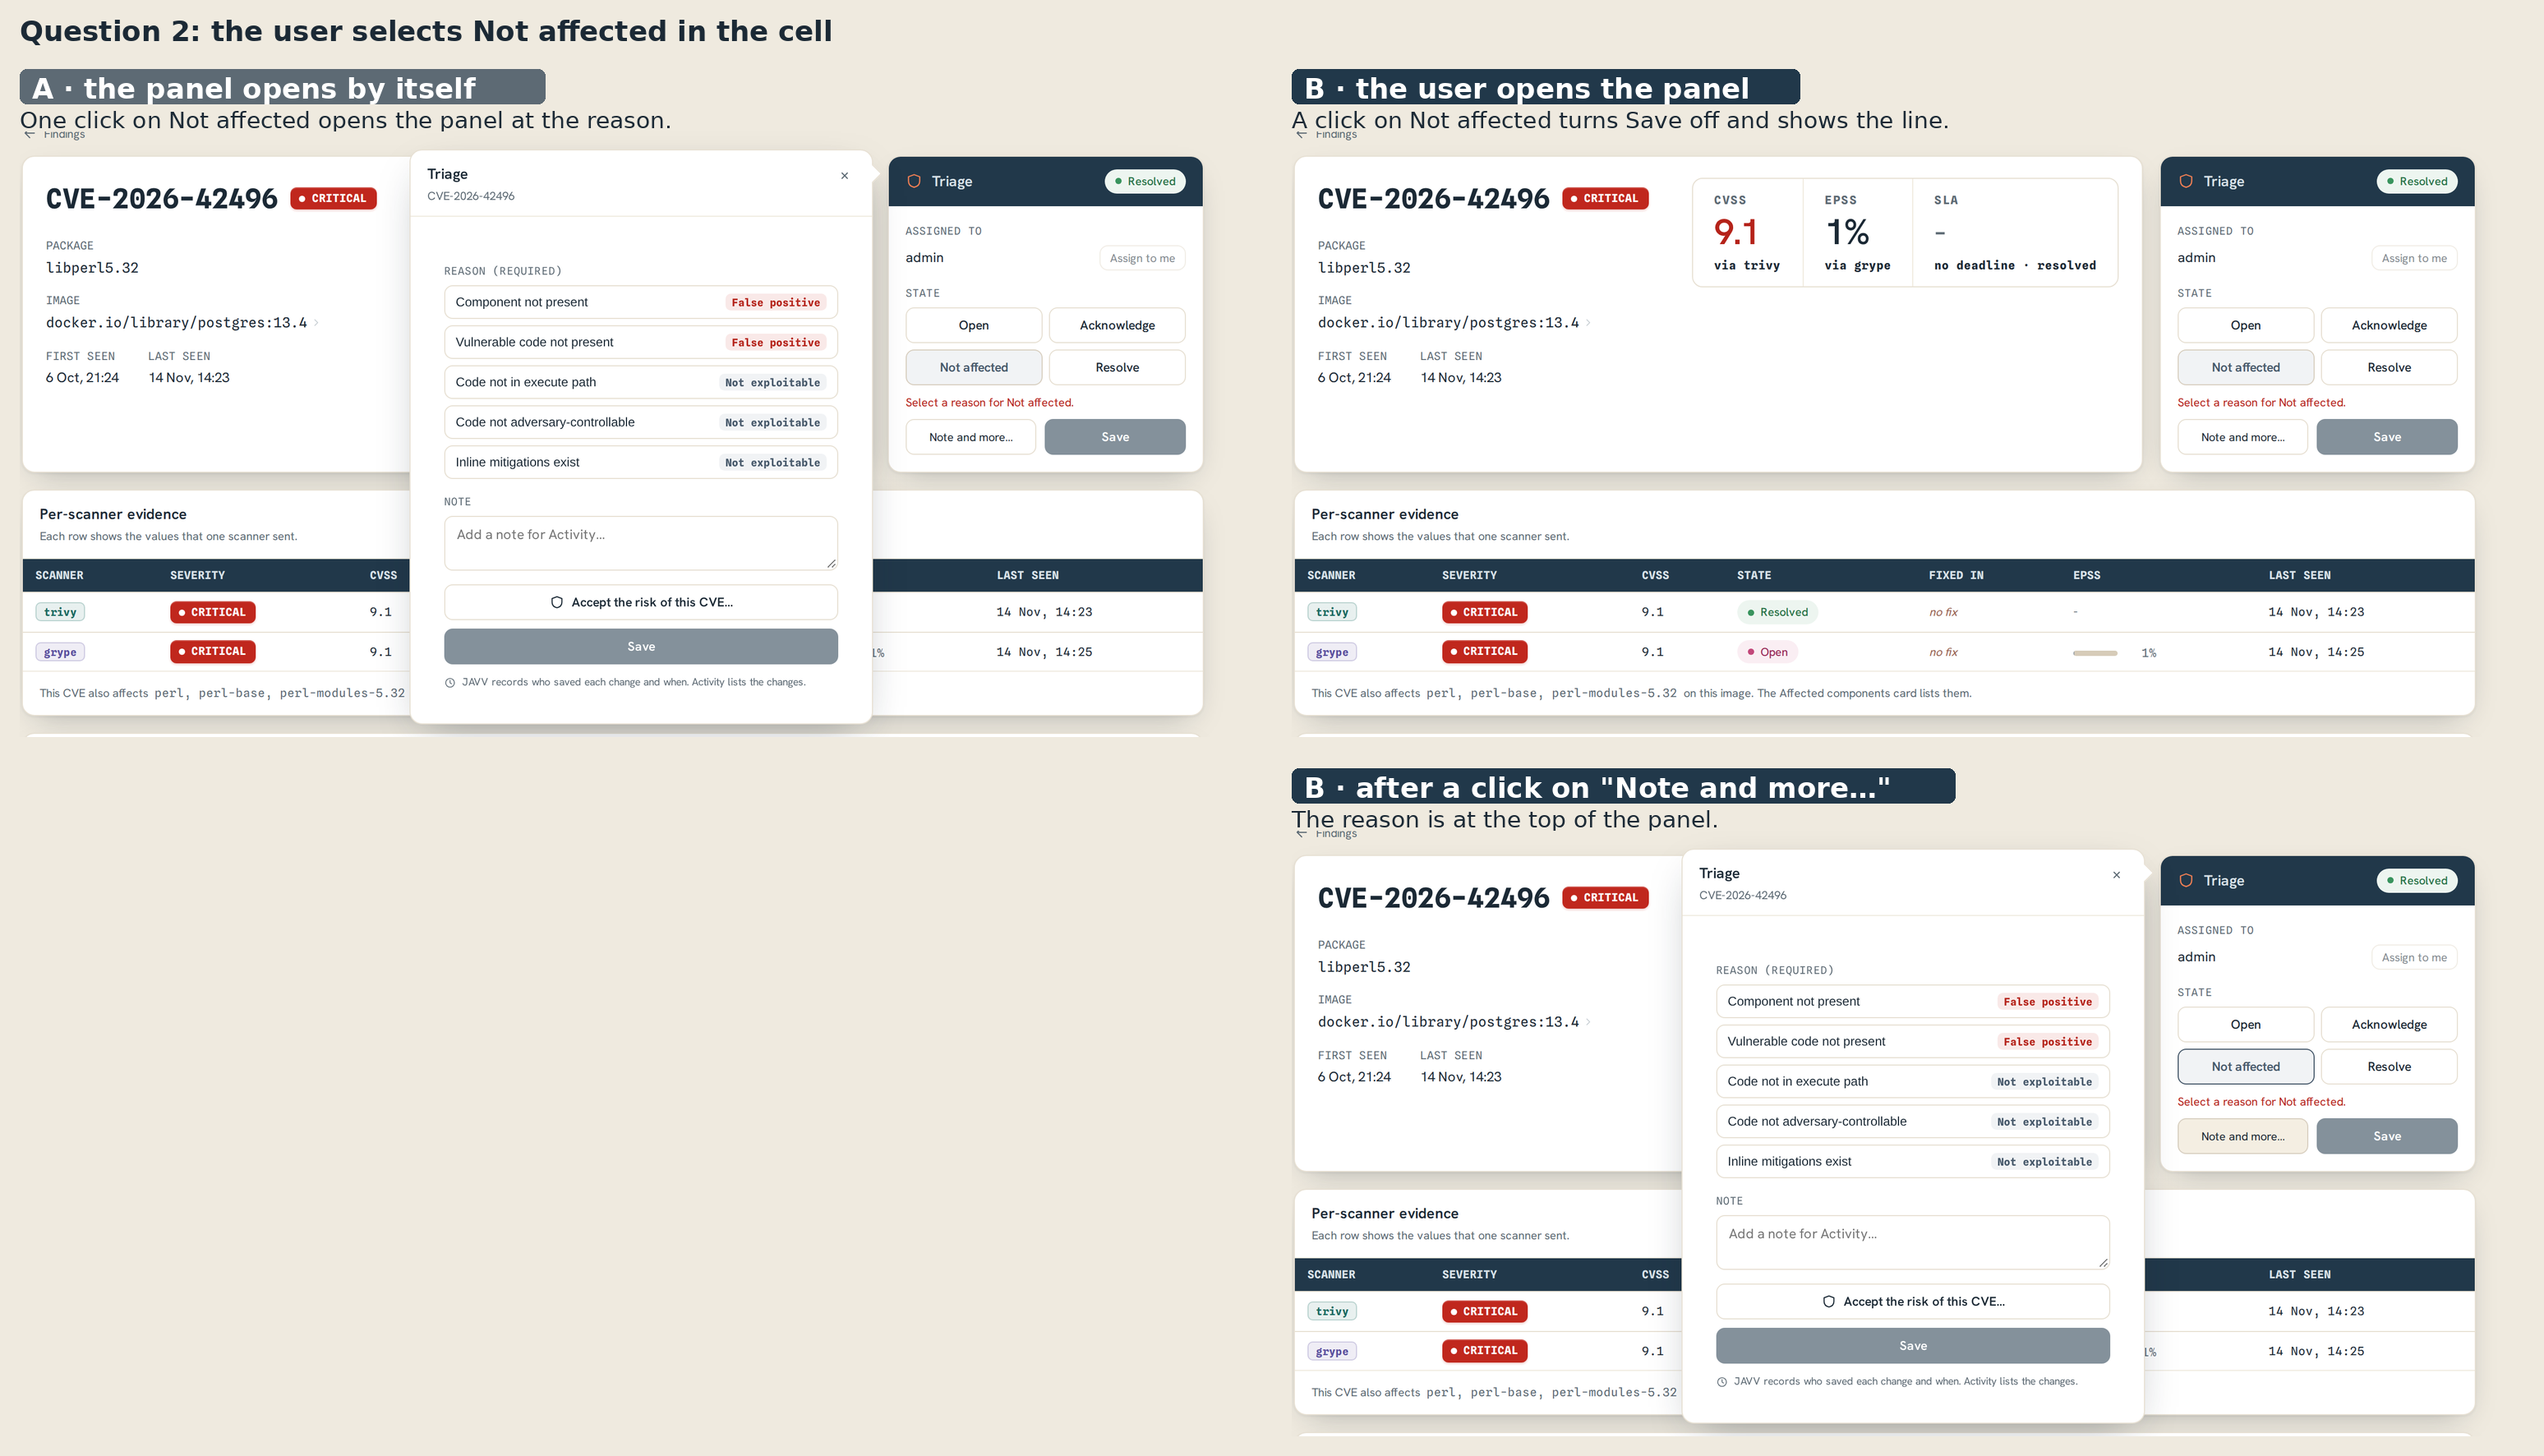 Question 2: the user selects Not affected in the cell
A · the panel opens by itself
One click on Not affected opens the panel at the reason.
← Findings
CVE-2026-42496
CRITICAL
PACKAGE
libperl5.32
IMAGE
docker.io/library/postgres:13.4 ›
FIRST SEEN LAST SEEN
6 Oct, 21:24 14 Nov, 14:23
Triage
×
CVE-2026-42496
REASON (REQUIRED)
Component not present False positive
Vulnerable code not present False positive
Code not in execute path Not exploitable
Code not adversary-controllable Not exploitable
Inline mitigations exist Not exploitable
NOTE
Add a note for Activity...
Accept the risk of this CVE...
Save
JAVV records who saved each change and when. Activity lists the changes.
Triage Resolved
ASSIGNED TO
admin Assign to me
STATE
Open Acknowledge
Not affected Resolve
Select a reason for Not affected.
Note and more... Save
Per-scanner evidence
Each row shows the values that one scanner sent.
SCANNER SEVERITY CVSS LAST SEEN
trivy CRITICAL 9.1 14 Nov, 14:23
grype CRITICAL 9.1 1% 14 Nov, 14:25
This CVE also affects perl, perl-base, perl-modules-5.32
B · the user opens the panel
A click on Not affected turns Save off and shows the line.
← Findings
CVE-2026-42496 CRITICAL
PACKAGE
libperl5.32
IMAGE
docker.io/library/postgres:13.4 ›
FIRST SEEN LAST SEEN
6 Oct, 21:24 14 Nov, 14:23
CVSS EPSS SLA
9.1 1% –
via trivy via grype no deadline · resolved
Triage Resolved
ASSIGNED TO
admin Assign to me
STATE
Open Acknowledge
Not affected Resolve
Select a reason for Not affected.
Note and more... Save
Per-scanner evidence
Each row shows the values that one scanner sent.
SCANNER SEVERITY CVSS STATE FIXED IN EPSS LAST SEEN
trivy CRITICAL 9.1 Resolved no fix - 14 Nov, 14:23
grype CRITICAL 9.1 Open no fix 1% 14 Nov, 14:25
This CVE also affects perl, perl-base, perl-modules-5.32 on this image. The Affected components card lists them.
B · after a click on "Note and more…"
The reason is at the top of the panel.
← Findings
CVE-2026-42496 CRITICAL
PACKAGE
libperl5.32
IMAGE
docker.io/library/postgres:13.4 ›
FIRST SEEN LAST SEEN
6 Oct, 21:24 14 Nov, 14:23
Triage
×
CVE-2026-42496
REASON (REQUIRED)
Component not present False positive
Vulnerable code not present False positive
Code not in execute path Not exploitable
Code not adversary-controllable Not exploitable
Inline mitigations exist Not exploitable
NOTE
Add a note for Activity...
Accept the risk of this CVE...
Save
JAVV records who saved each change and when. Activity lists the changes.
Triage Resolved
ASSIGNED TO
admin Assign to me
STATE
Open Acknowledge
Not affected Resolve
Select a reason for Not affected.
Note and more... Save
Per-scanner evidence
Each row shows the values that one scanner sent.
SCANNER SEVERITY CVSS LAST SEEN
trivy CRITICAL 9.1 14 Nov, 14:23
grype CRITICAL 9.1 1% 14 Nov, 14:25
This CVE also affects perl, perl-base, perl-modules-5.32